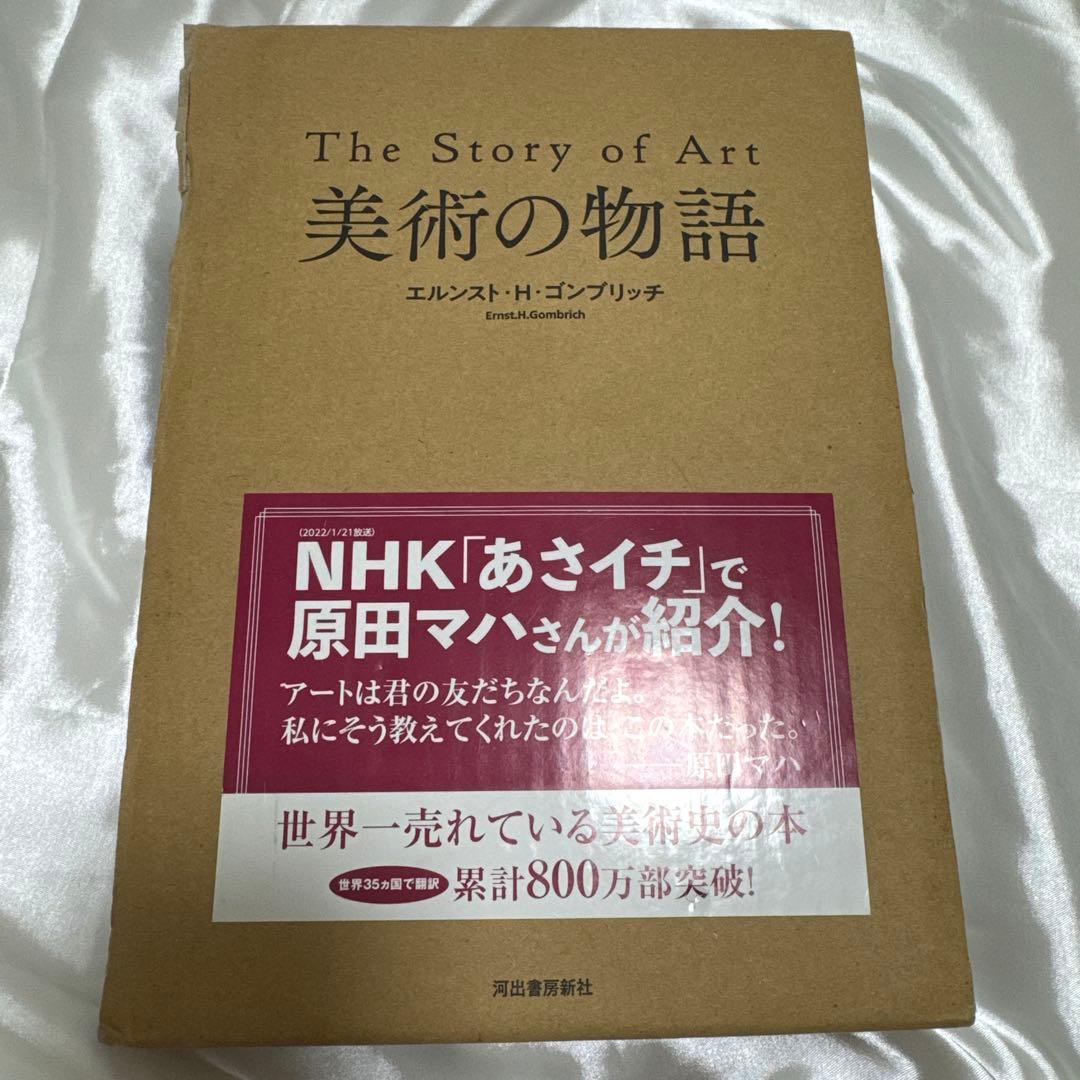 The Story of Art
美術の物語
エルンスト・H・ゴンブリッチ
Ernst.H.Gombrich
(2022/1/21放送)
NHK「あさイチ」で
原田マハさんが紹介!
アートは君の友だちなんだよ。
私にそう教えてくれたのは、この本だった。
——原田マハ
世界一売れている美術史の本
世界35ヵ国で翻訳 累計800万部突破!
河出書房新社